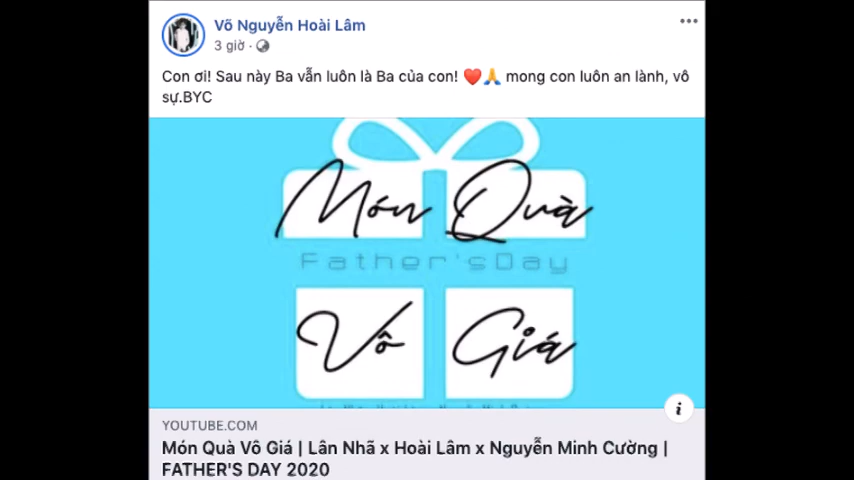 Võ Nguyễn Hoài Lâm
3 giờ ·
Con ơi! Sau này Ba vẫn luôn là Ba của con! ❤️🙏 mong con luôn an lành, vô
sự.BYC
Món Quà
Father'sDay
Vô Giá
YOUTUBE.COM
Món Quà Vô Giá | Lân Nhã x Hoài Lâm x Nguyễn Minh Cường |
FATHER'S DAY 2020